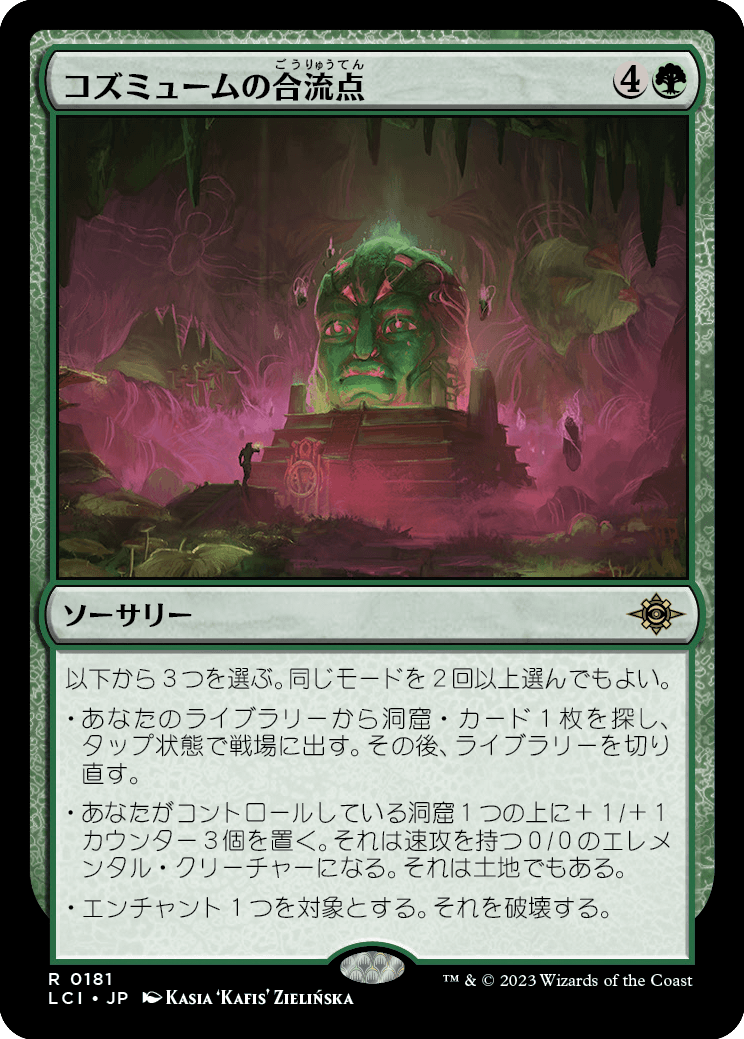 ごうりゅうてん
コズミュームの合流点
4
ソーサリー
以下から3つを選ぶ。同じモードを2回以上選んでもよい。
・あなたのライブラリーから洞窟・カード1枚を探し、
タップ状態で戦場に出す。その後、ライブラリーを切り
直す。
・あなたがコントロールしている洞窟1つの上に+1/+1
カウンター3個を置く。それは速攻を持つ0/0のエレメ
ンタル・クリーチャーになる。それは土地でもある。
・エンチャント1つを対象とする。それを破壊する。
R 0181
LCI • JP KASIA ‘KAFIS’ ZIELIŃSKA
™ & © 2023 Wizards of the Coast